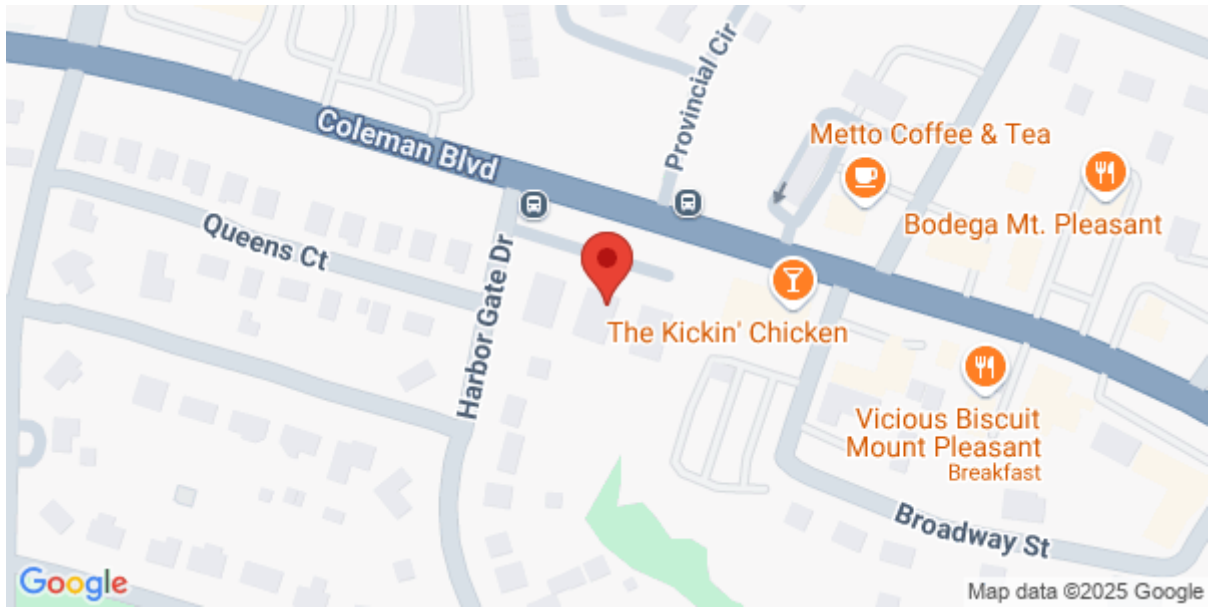 Provincial Cir
Coleman Blvd
Metto Coffee & Tea
Bodega Mt. Pleasant
Queens Ct
Harbor Gate Dr
The Kickin' Chicken
Vicious Biscuit
Mount Pleasant
Breakfast
Broadway St
Google
Map data ©2025 Google